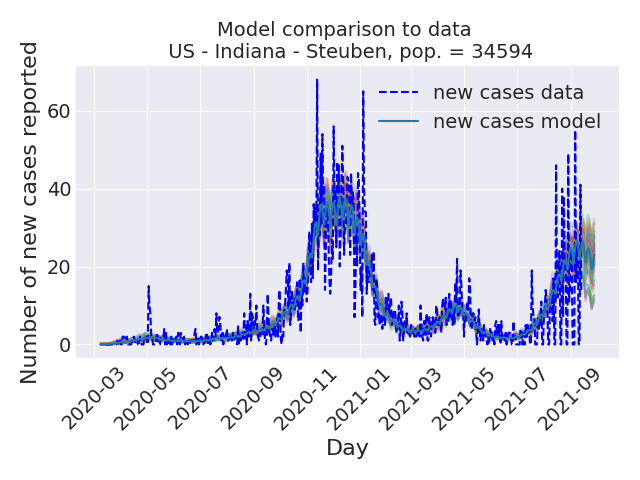 Model comparison to data
US - Indiana - Steuben, pop. = 34594
Number of new cases reported
60
40
20
0
new cases data
new cases model
2020-03
2020-05
2020-07
2020-09
2020-11
2021-01
2021-03
2021-05
2021-07
2021-09
Day